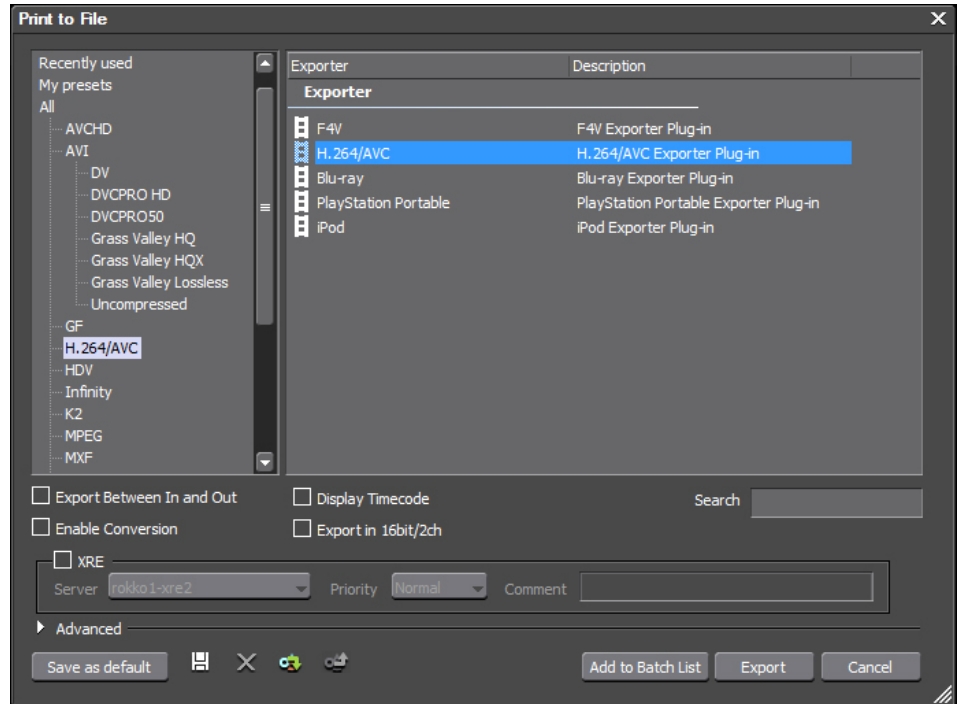 Print to File
Recently used
My presets
All
AVCHD
AVI
DV
DVCPRO HD
DVCPRO50
Grass Valley HQ
Grass Valley HQX
Grass Valley Lossless
Uncompressed
GF
H.264/AVC
HDV
Infinity
K2
MPEG
MXF
Exporter Description
Exporter
F4V F4V Exporter Plug-in
H.264/AVC H.264/AVC Exporter Plug-in
Blu-ray Blu-ray Exporter Plug-in
PlayStation Portable PlayStation Portable Exporter Plug-in
iPod iPod Exporter Plug-in
Export Between In and Out Display Timecode Search
Enable Conversion Export in 16bit/2ch
XRE
Server rokko1-xre2 Priority Normal Comment
Advanced
Save as default Add to Batch List Export Cancel